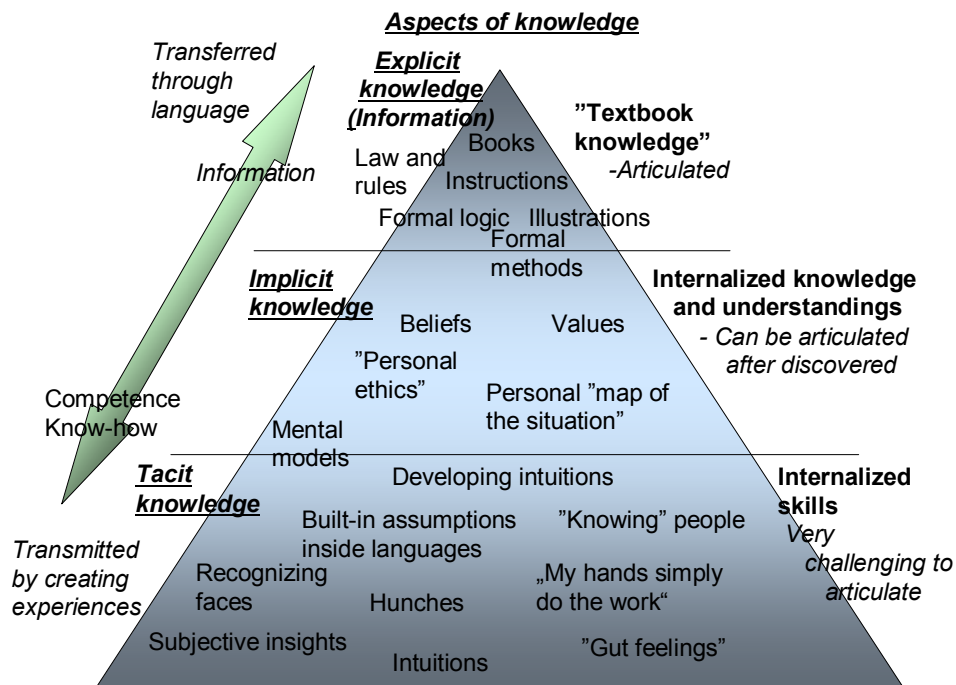 Aspects of knowledge
Transferred
through
language
Explicit
knowledge
(Information)
”Textbook
knowledge”
-Articulated
Books
Law and
rules
Information
Instructions
Formal logic
Illustrations
Formal
methods
Implicit
knowledge
Internalized knowledge
and understandings
- Can be articulated
after discovered
Beliefs
Values
”Personal
ethics”
Personal ”map of
the situation”
Competence
Know-how
Mental
models
Tacit
knowledge
Developing intuitions
Internalized
skills
Very
challenging to
articulate
Built-in assumptions
inside languages
”Knowing” people
Transmitted
by creating
experiences
Recognizing
faces
Hunches
„My hands simply
do the work“
Subjective insights
Intuitions
”Gut feelings”